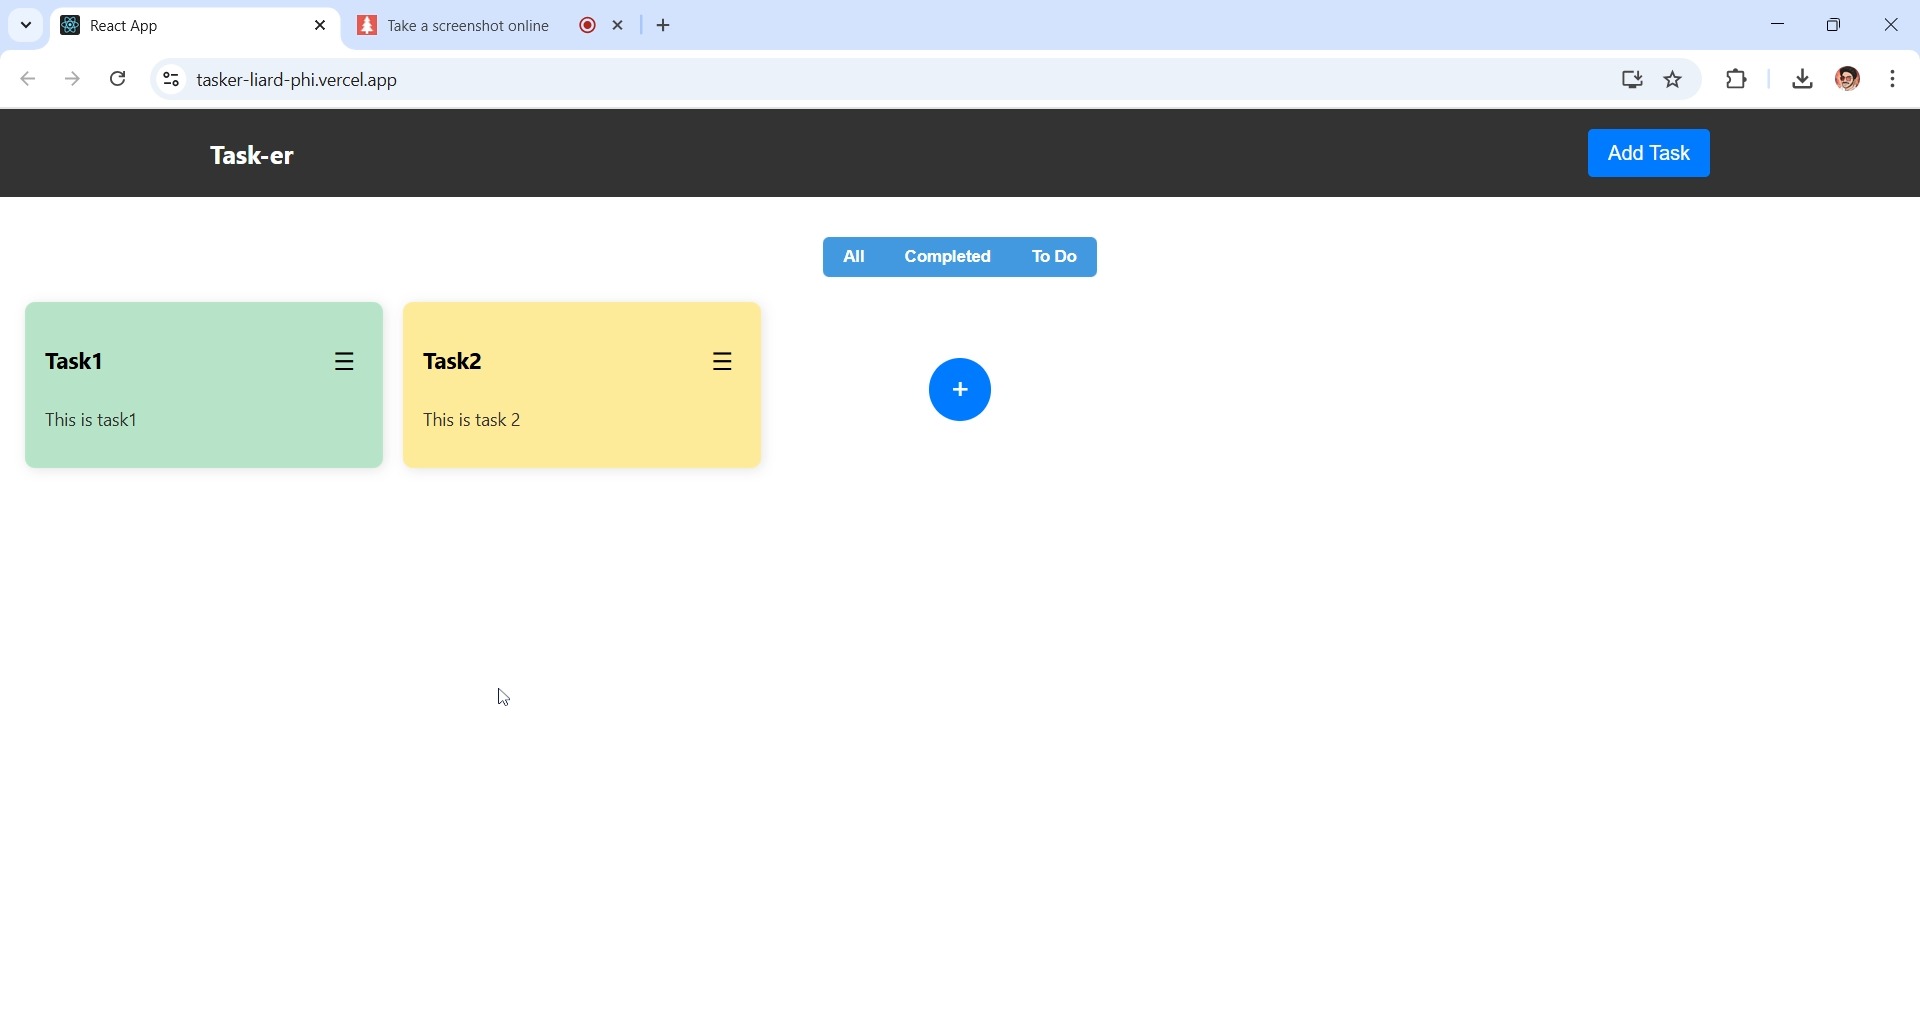 React App
Take a screenshot online
tasker-liard-phi.vercel.app
Task-er
Add Task
All Completed To Do
Task1
This is task1
Task2
This is task 2
+